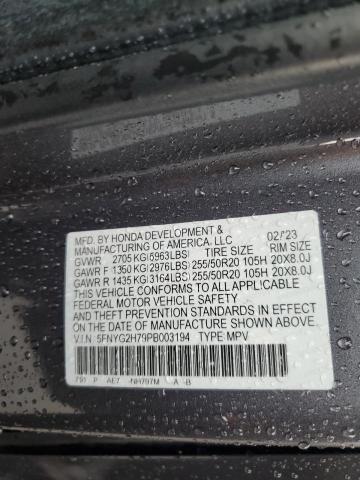 MFD. BY HONDA DEVELOPMENT &
MANUFACTURING OF AMERICA, LLC 02/23
GVWR 2705 KG(5963LBS) TIRE SIZE RIM SIZE
GAWR F 1350 KG(2976LBS) 255/50R20 105H 20X8.0J
GAWR R 1435 KG(3164LBS) 255/50R20 105H 20X8.0J
THIS VEHICLE CONFORMS TO ALL APPLICABLE
FEDERAL MOTOR VEHICLE SAFETY
AND THEFT PREVENTION STANDARDS IN EFFECT
ON THE DATE OF MANUFACTURE SHOWN ABOVE.
V.I.N. 5FNYG2H79PB003194 TYPE MPV
P AE7 NH797M A B